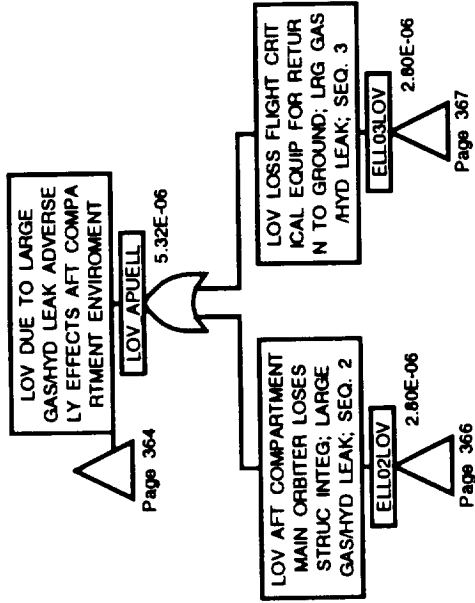 LOV DUE TO LARGE
GAS/HYD LEAK ADVERSE
LY EFFECTS AFT COMPA
RTMENT ENVIROMENT
LOV APUELL
5.32E-06
Page 364
LOV AFT COMPARTMENT
MAIN ORBITER LOSES
STRUC INTEG; LARGE
GAS/HYD LEAK; SEQ. 2
ELL02LOV
2.80E-06
Page 366
LOV LOSS FLIGHT CRIT
ICAL EQUIP FOR RETUR
N TO GROUND; LRG GAS
/HYD LEAK; SEQ. 3
ELL03LOV
2.80E-06
Page 367